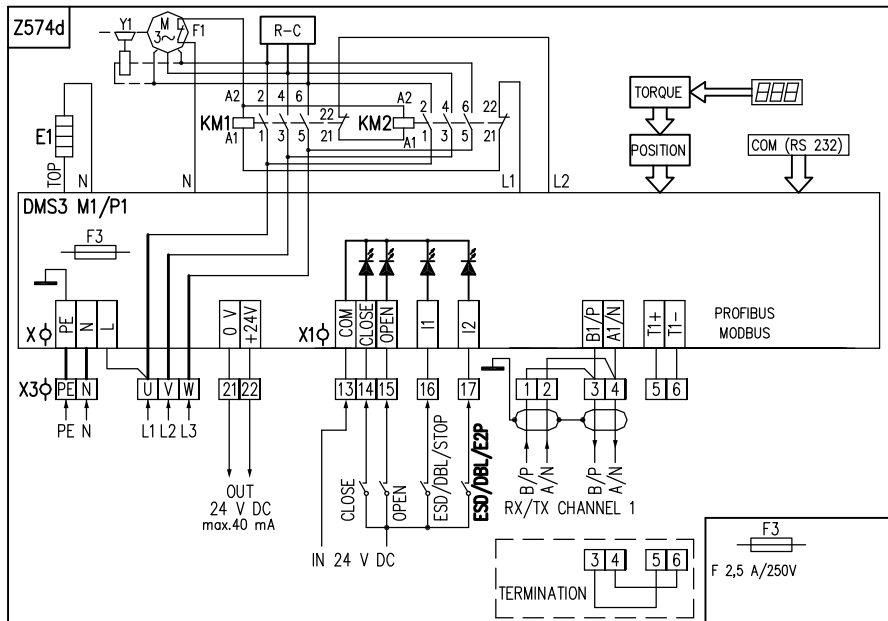 Z574d
Y1
M
3~
F1
R-C
A2 2 4 6
KM1
22
A1 1 3 5 21
A2 2 4 6 22
KM2
A1 1 3 5 21
TORQUE
POSITION
COM (RS 232)
E1
TOP
N
N
L1
L2
DMS3 M1/P1
F3
X
PE
N
L
0 V
+24V
X1
COM
CLOSE
OPEN
I1
I2
B1/P
A1/N
T1+
T1-
PROFIBUS
MODBUS
X3
PE N
U V W
21 22
13 14 15
16
17
1 2
3 4
5 6
PE N
L1 L2 L3
OUT
24 V DC
max.40 mA
CLOSE
OPEN
ESD/DBL/STOP
ESD/DBL/E2P
IN 24 V DC
B/P
A/N
B/P
A/N
RX/TX CHANNEL 1
TERMINATION
3 4
5 6
F3
F 2,5 A/250V